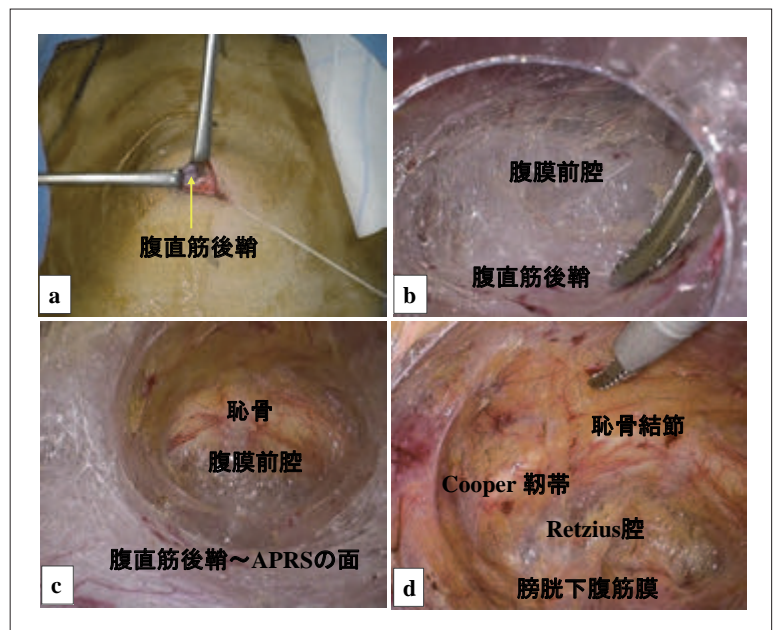 腹直筋後鞘
a
腹膜前腔
腹直筋後鞘
b
恥骨
腹膜前腔
腹直筋後鞘〜APRSの面
c
恥骨結節
Cooper 靭帯
Retzius腔
膀胱下腹筋膜
d